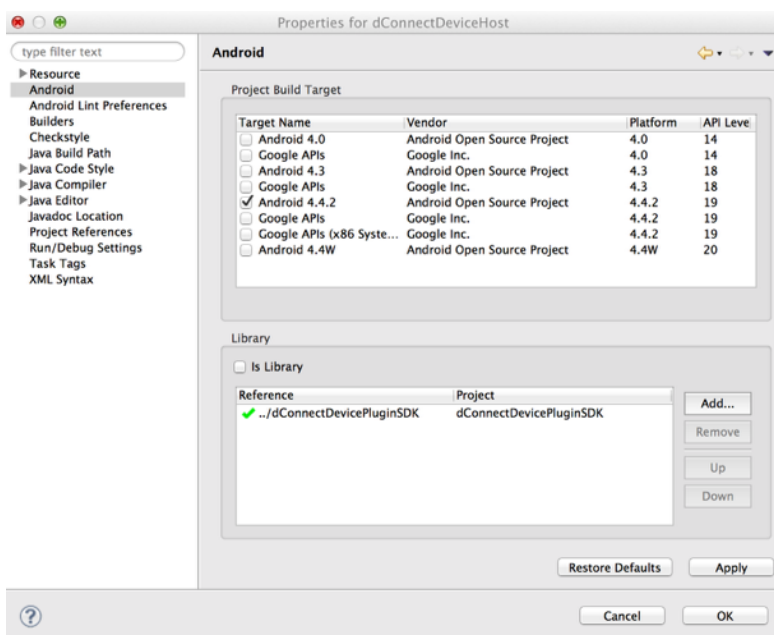 Properties for dConnectDeviceHost
type filter text
Resource
Android
Android Lint Preferences
Builders
Checkstyle
Java Build Path
Java Code Style
Java Compiler
Java Editor
Javadoc Location
Project References
Run/Debug Settings
Task Tags
XML Syntax
Android
Project Build Target
Target Name Vendor Platform API Leve
Android 4.0 Android Open Source Project 4.0 14
Google APIs Google Inc. 4.0 14
Android 4.3 Android Open Source Project 4.3 18
Google APIs Google Inc. 4.3 18
Android 4.4.2 Android Open Source Project 4.4.2 19
Google APIs Google Inc. 4.4.2 19
Google APIs (x86 Syste... Google Inc. 4.4.2 19
Android 4.4W Android Open Source Project 4.4W 20
Library
Is Library
Reference Project
../dConnectDevicePluginSDK dConnectDevicePluginSDK
Add...
Remove
Up
Down
Restore Defaults Apply
? Cancel OK